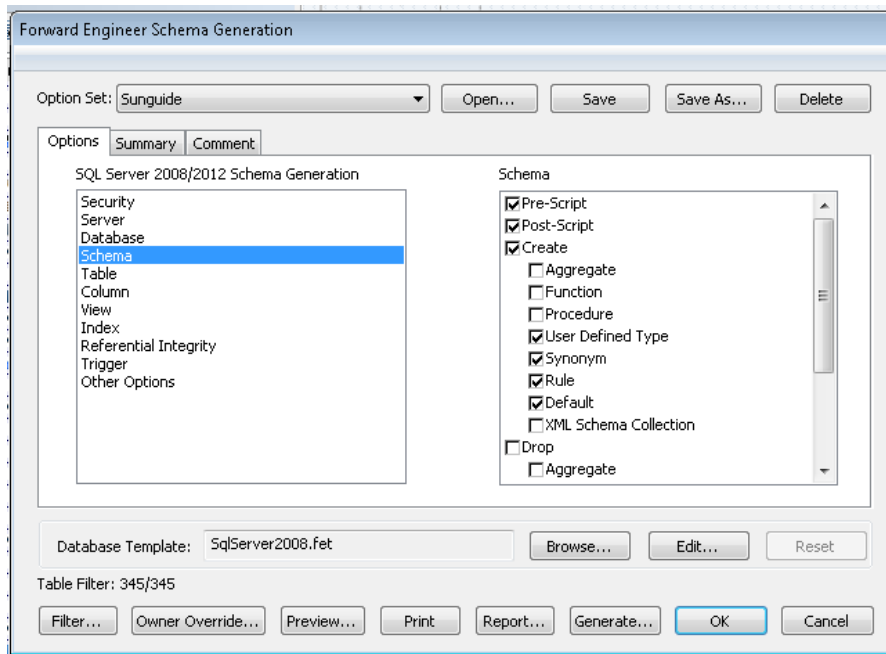 Forward Engineer Schema Generation
Option Set: Sunguide Open... Save Save As... Delete
Options Summary Comment
SQL Server 2008/2012 Schema Generation
Security
Server
Database
Schema
Table
Column
View
Index
Referential Integrity
Trigger
Other Options
Schema
Pre-Script
Post-Script
Create
Aggregate
Function
Procedure
User Defined Type
Synonym
Rule
Default
XML Schema Collection
Drop
Aggregate
Database Template: SqlServer2008.fet Browse... Edit... Reset
Table Filter: 345/345
Filter... Owner Override... Preview... Print Report... Generate... OK Cancel